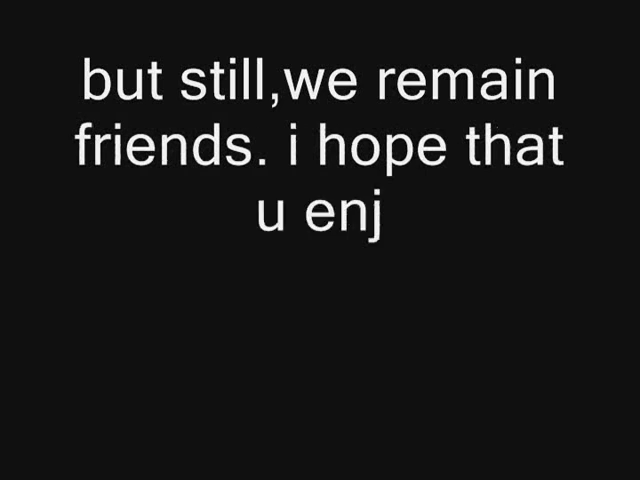 but still,we remain
friends. i hope that
u enj